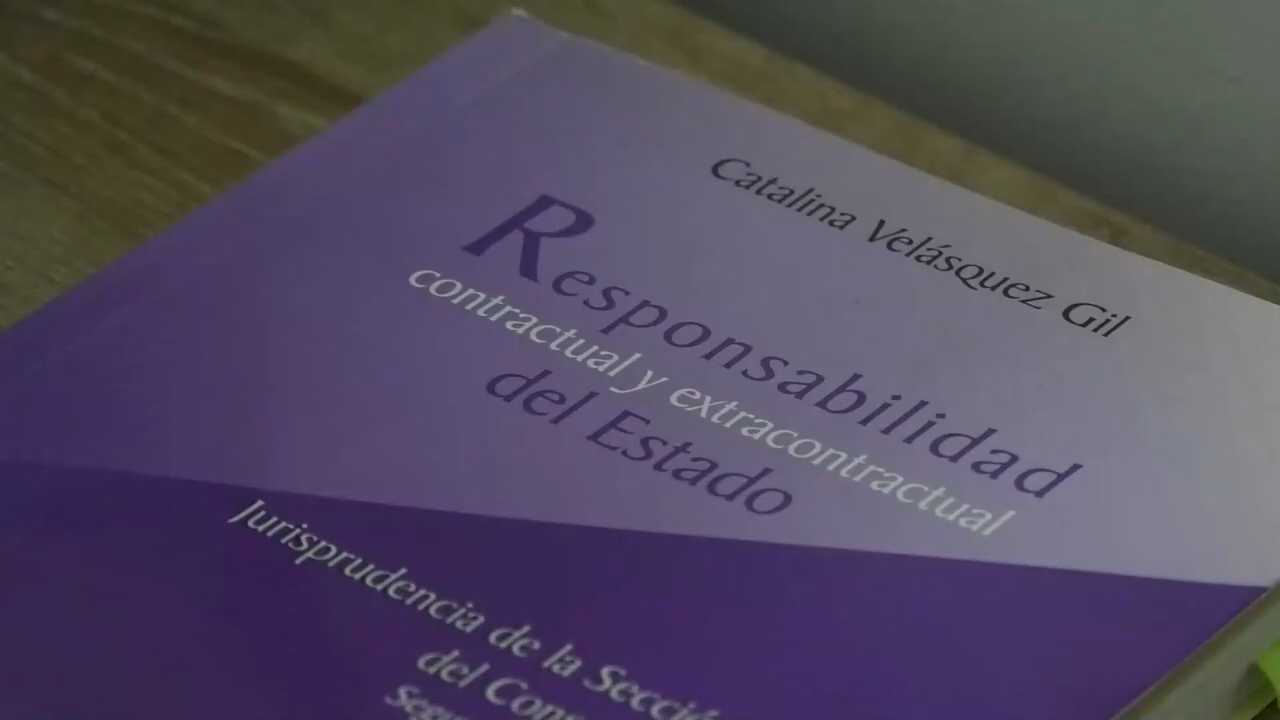 Catalina Velásquez Gil
Responsabilidad
contractual y extracontractual
del Estado
Jurisprudencia de la
del